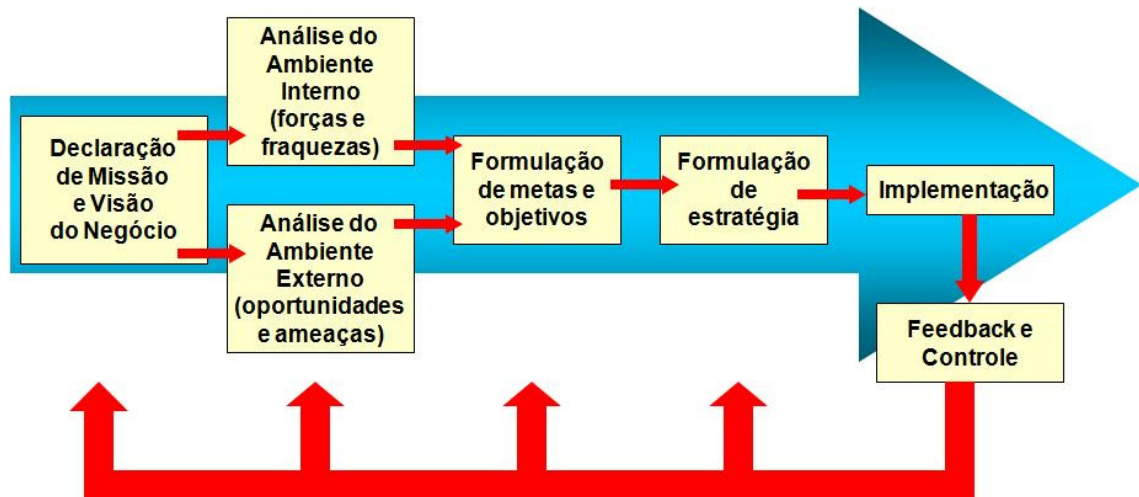 Declaração
de Missão
e Visão
do Negócio
Análise do
Ambiente
Interno
(forças e
fraquezas)
Análise do
Ambiente
Externo
(oportunidades
e ameaças)
Formulação
de metas e
objetivos
Formulação
de
estratégia
Implementação
Feedback e
Controle